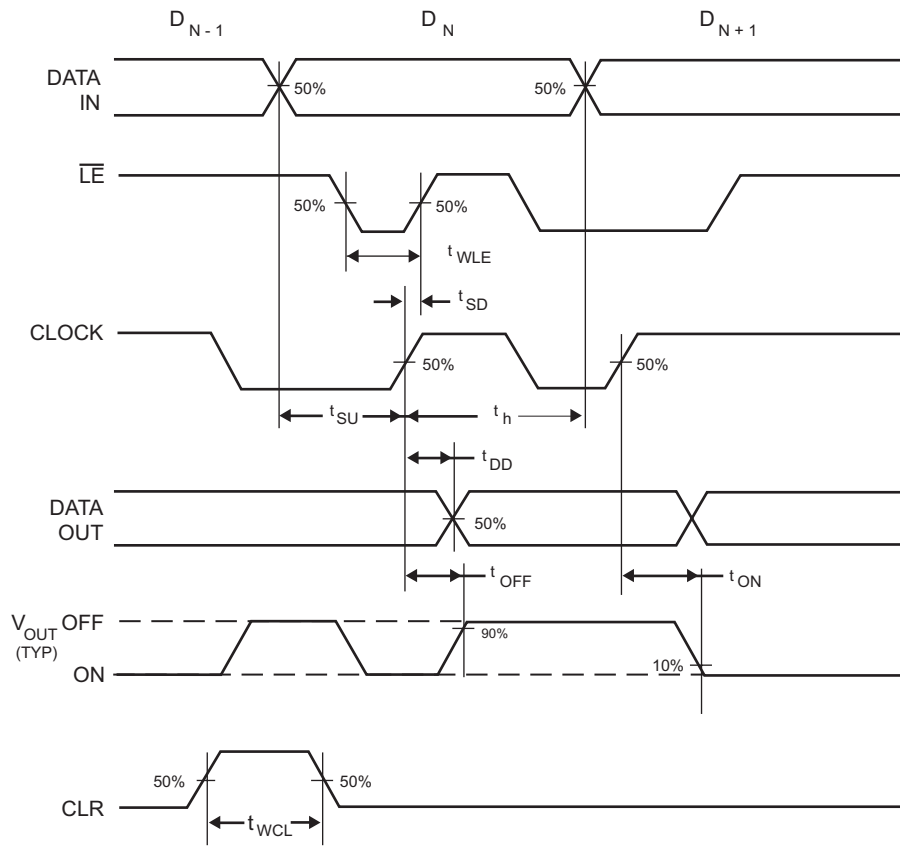 D N - 1 D N D N + 1
DATA IN
50% 50%
LE
50% 50%
t WLE
t SD
CLOCK
50% 50%
t SU t h
t DD
DATA OUT
50%
t OFF t ON
V OUT (TYP) OFF
90%
10%
ON
50% 50%
CLR
t WCL